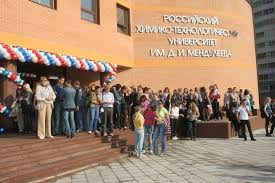 РОССИЙСКИЙ
ХИМИКО-ТЕХНОЛОГИЧЕСКИЙ
УНИВЕРСИТЕТ
ИМ. Д. И. МЕНДЕЛЕЕВА